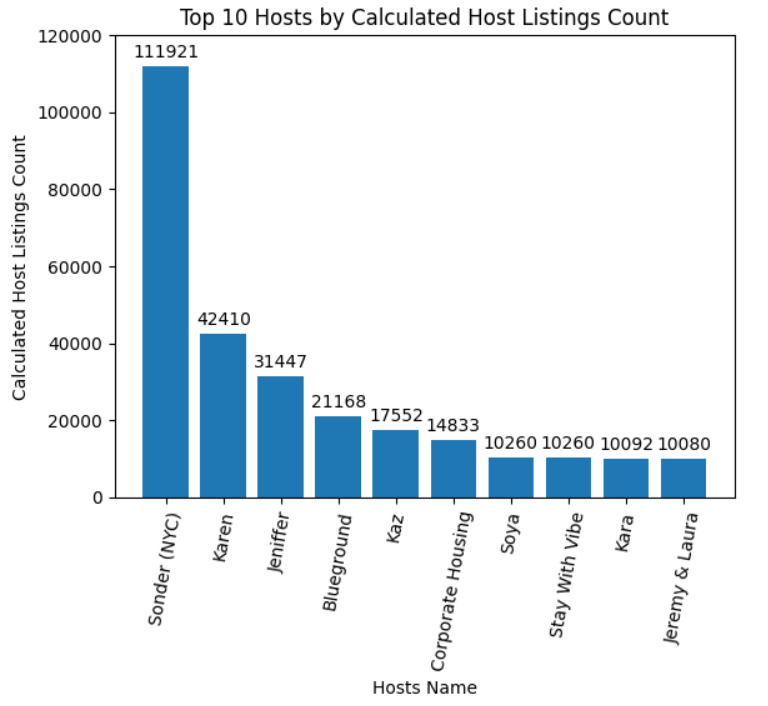 Top 10 Hosts by Calculated Host Listings Count
Calculated Host Listings Count
120000
100000
80000
60000
40000
20000
0
111921
42410
31447
21168
17552
14833
10260
10260
10092
10080
Sonder (NYC)
Karen
Jeniffer
Blueground
Kaz
Corporate Housing
Soya
Stay With Vibe
Kara
Jeremy & Laura
Hosts Name